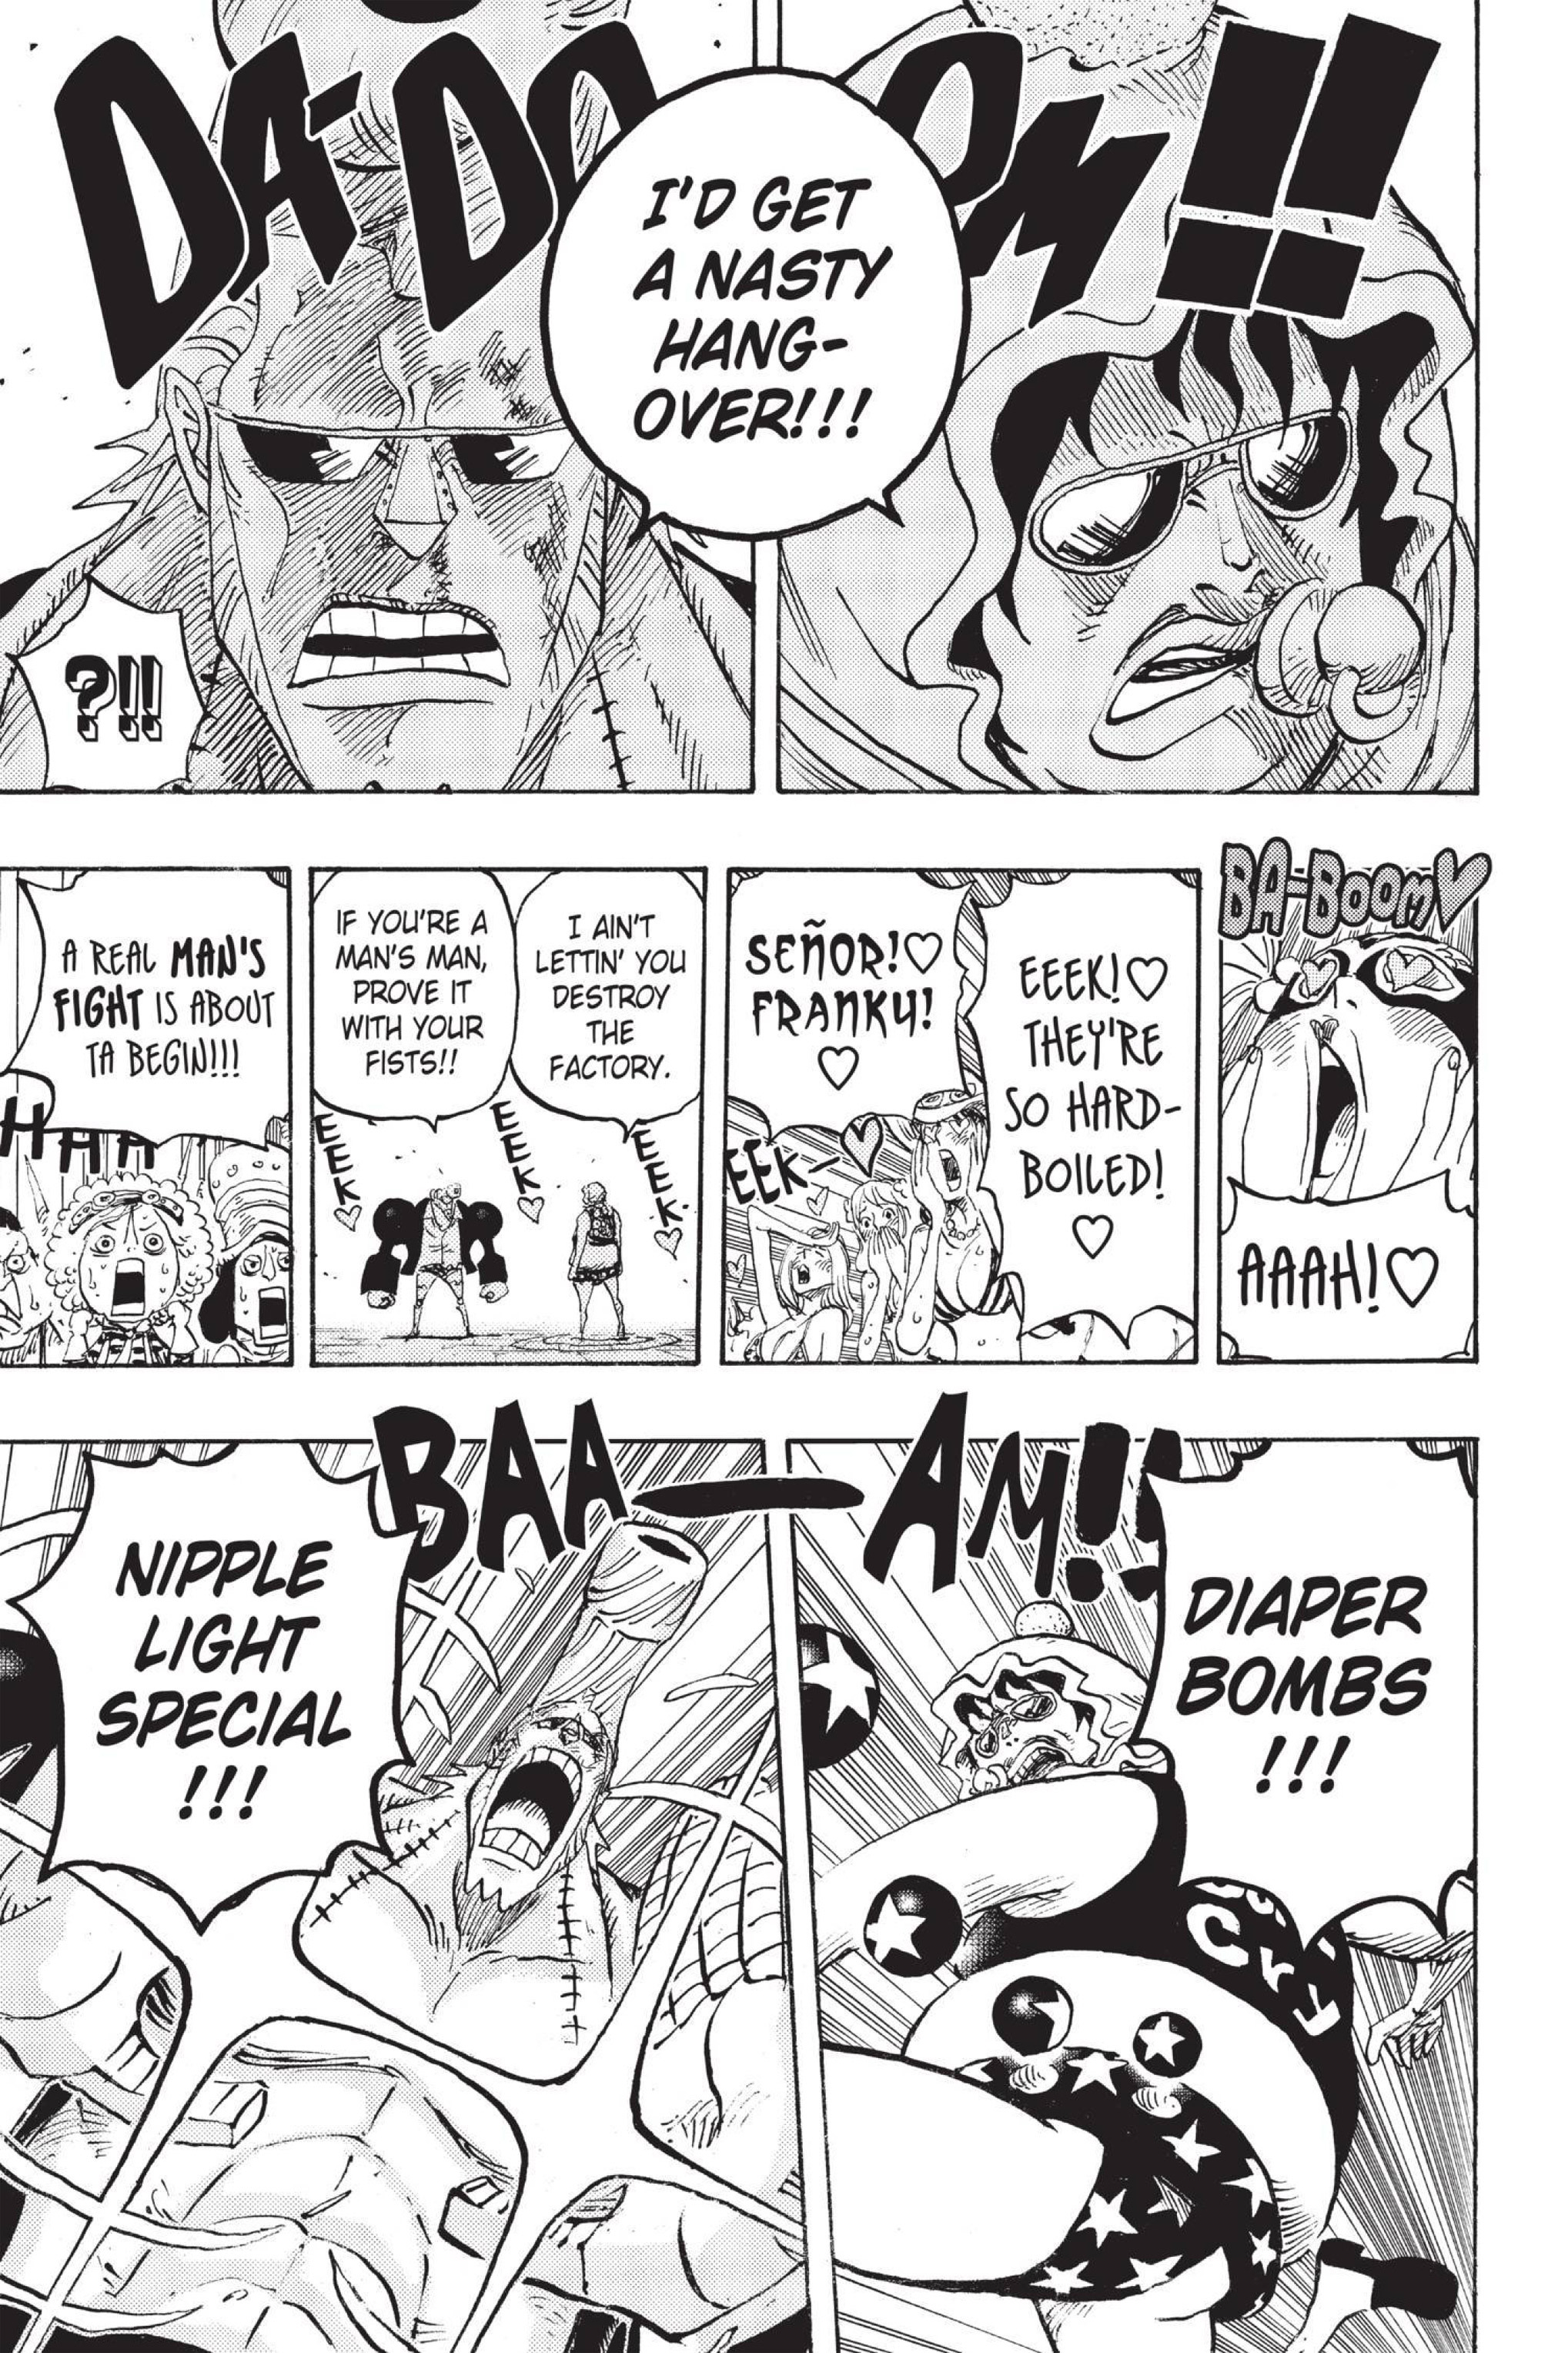 DA-DOOM!!
I'D GET
A NASTY
HANG-
OVER!!!
?!!
BA-BOOM♥
AAAH!♡
EEEK!♡
THEY'RE
SO HARD-
BOILED!
♡
SEÑOR!♡
FRANKY!
♡
EEK—♥
I AIN'T
LETTIN' YOU
DESTROY
THE
FACTORY.
IF YOU'RE A
MAN'S MAN,
PROVE IT
WITH YOUR
FISTS!!
EEK♡
EEK♡
EEK♡
A REAL MAN'S
FIGHT IS ABOUT
TA BEGIN!!!
HHH
BAA—AM!!
DIAPER
BOMBS
!!!
NIPPLE
LIGHT
SPECIAL
!!!